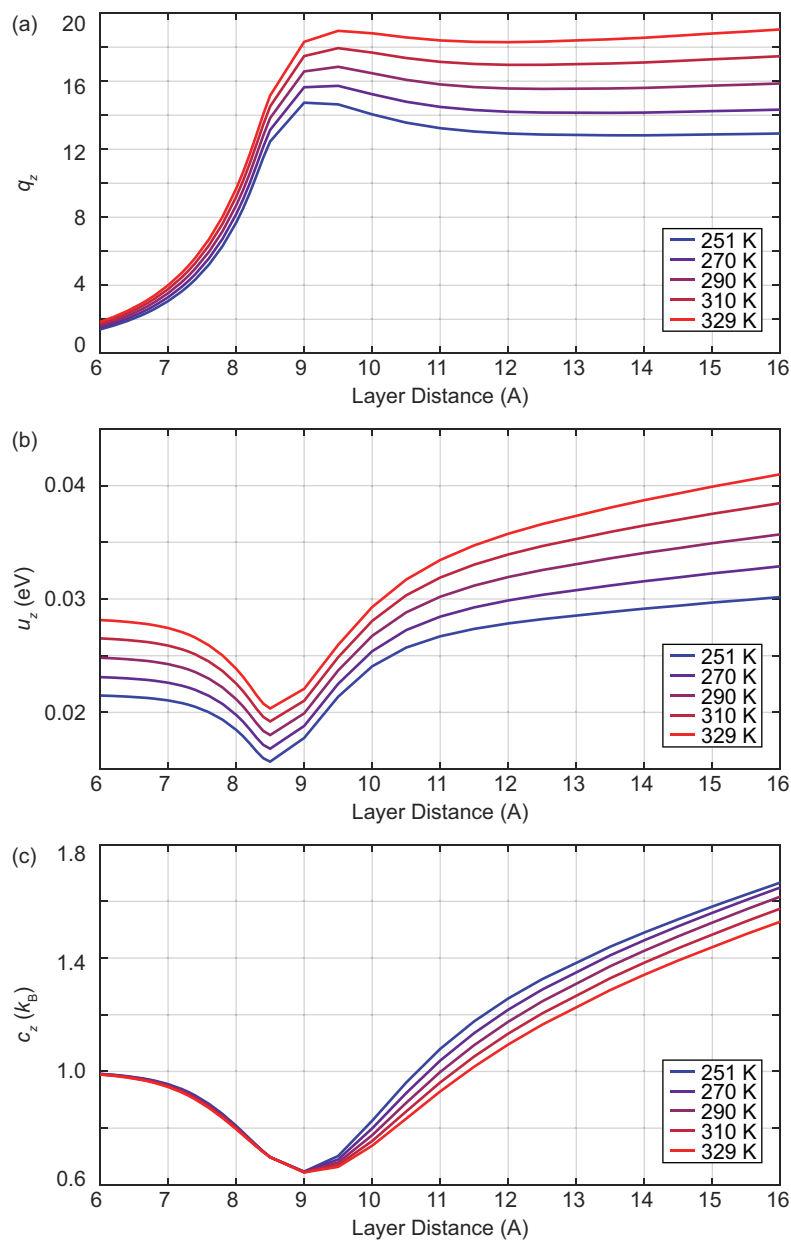 (a)
20
16
12
8
4
0
q_z
6 7 8 9 10 11 12 13 14 15 16
Layer Distance (A)
251 K
270 K
290 K
310 K
329 K
(b)
0.04
0.03
0.02
u_z (eV)
6 7 8 9 10 11 12 13 14 15 16
Layer Distance (A)
251 K
270 K
290 K
310 K
329 K
(c)
1.8
1.4
1.0
0.6
c_z (k_B)
6 7 8 9 10 11 12 13 14 15 16
Layer Distance (A)
251 K
270 K
290 K
310 K
329 K